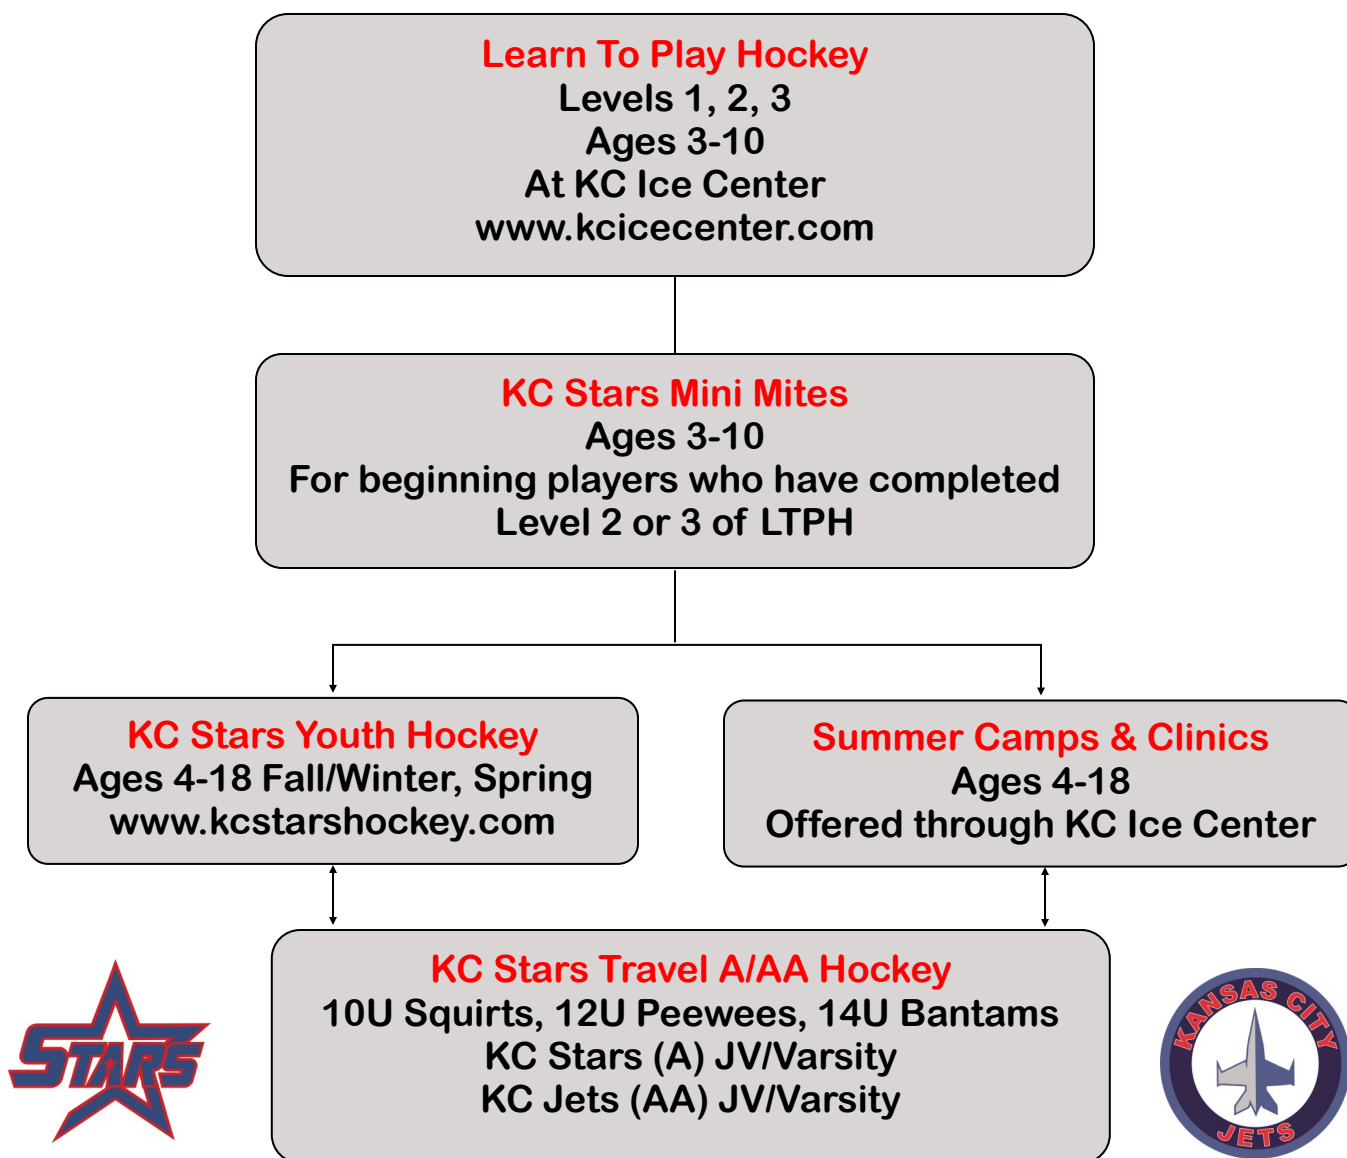 Learn To Play Hockey
Levels 1, 2, 3
Ages 3-10
At KC Ice Center
www.kcicecenter.com
KC Stars Mini Mites
Ages 3-10
For beginning players who have completed
Level 2 or 3 of LTPH
KC Stars Youth Hockey
Ages 4-18 Fall/Winter, Spring
www.kcstarshockey.com
Summer Camps & Clinics
Ages 4-18
Offered through KC Ice Center
KC Stars Travel A/AA Hockey
10U Squirts, 12U Peewees, 14U Bantams
KC Stars (A) JV/Varsity
KC Jets (AA) JV/Varsity
STARS
KANSAS CITY
JETS